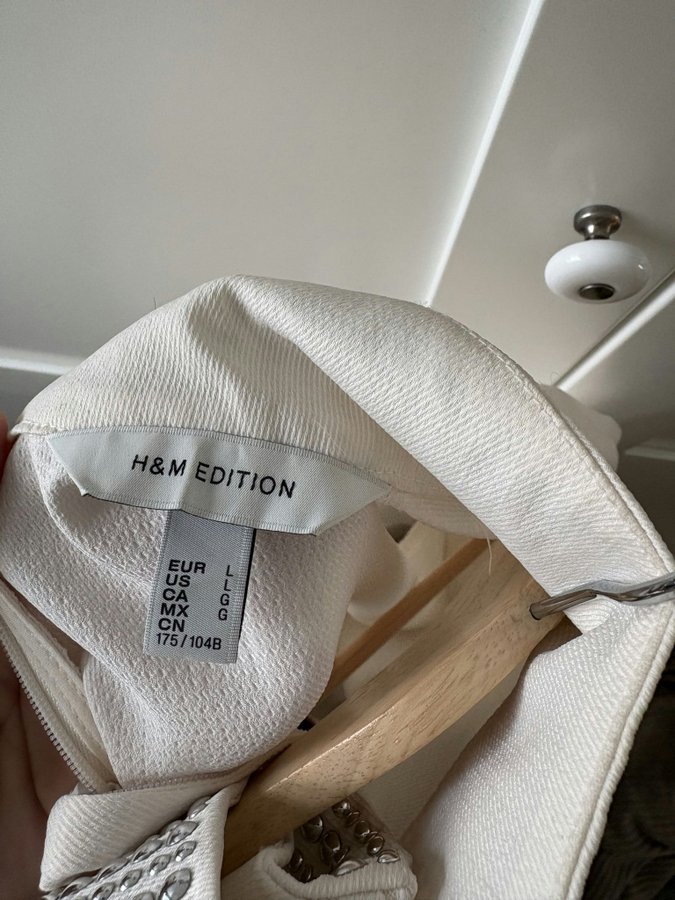 H&M EDITION
EUR L
US L
CA G
MX G
CN
175 / 104B